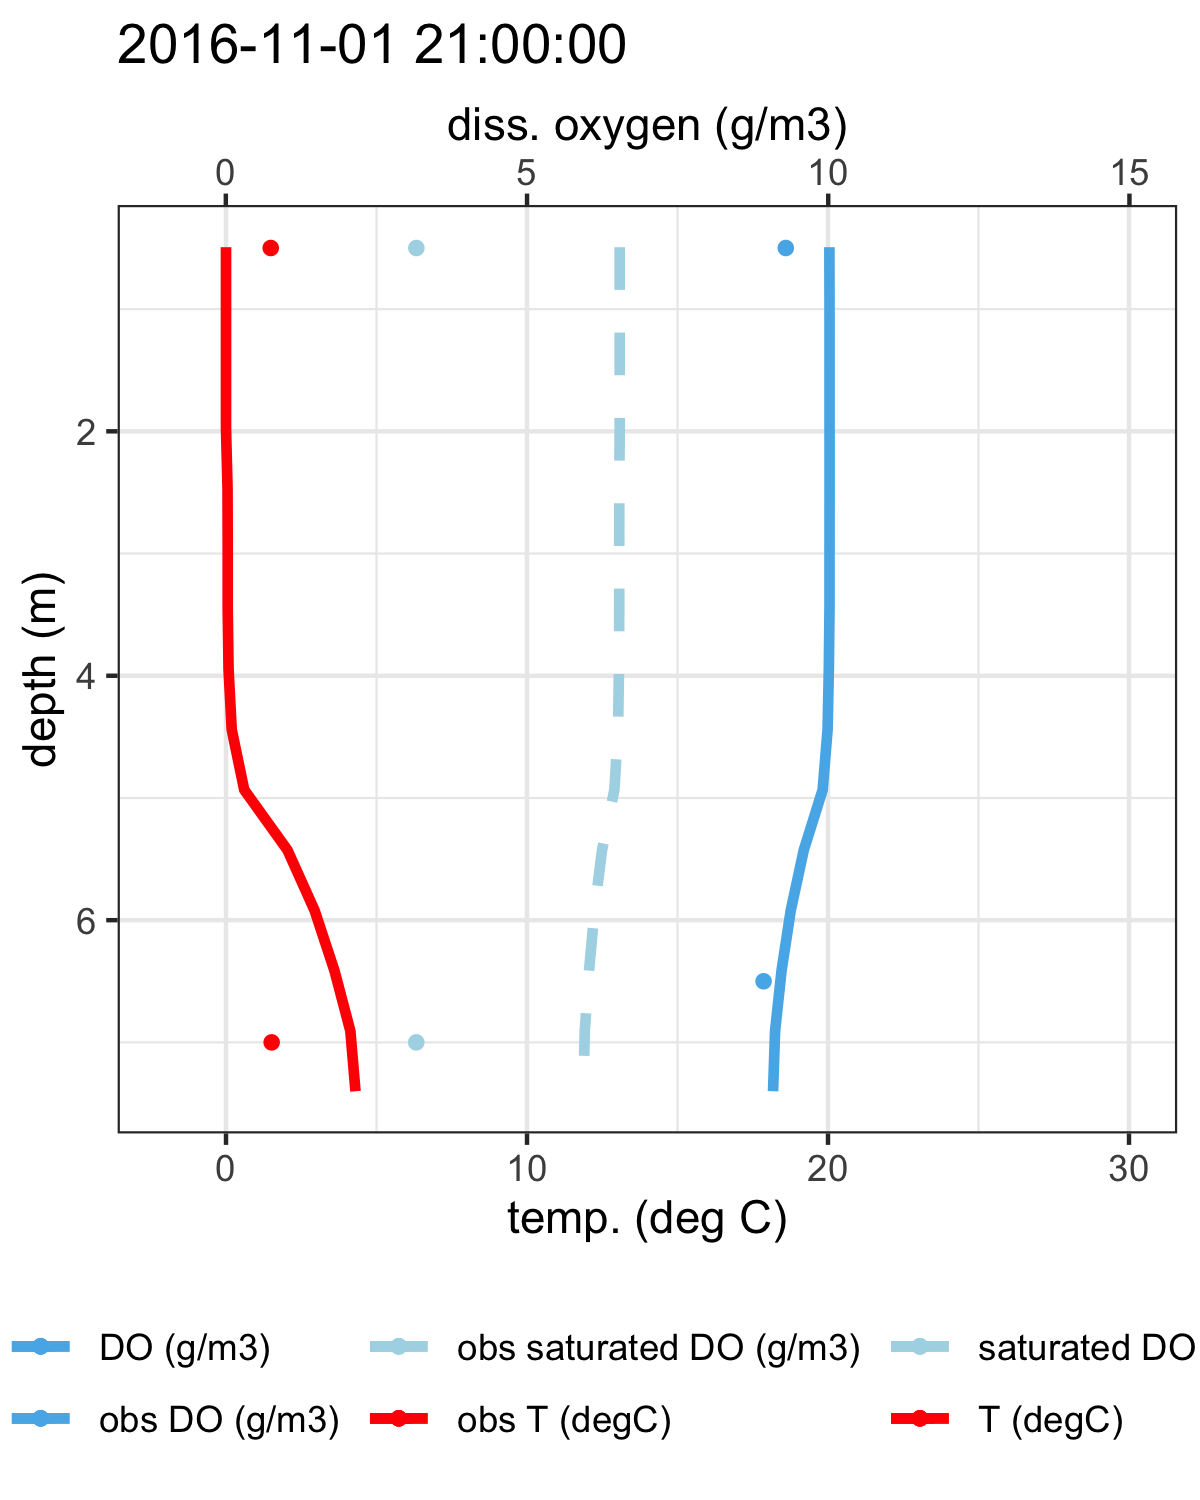 2016-11-01 21:00:00
diss. oxygen (g/m3)
0 5 10 15
depth (m)
2
4
6
0 10 20 30
temp. (deg C)
DO (g/m3) obs saturated DO (g/m3) saturated DO
obs DO (g/m3) obs T (degC) T (degC)